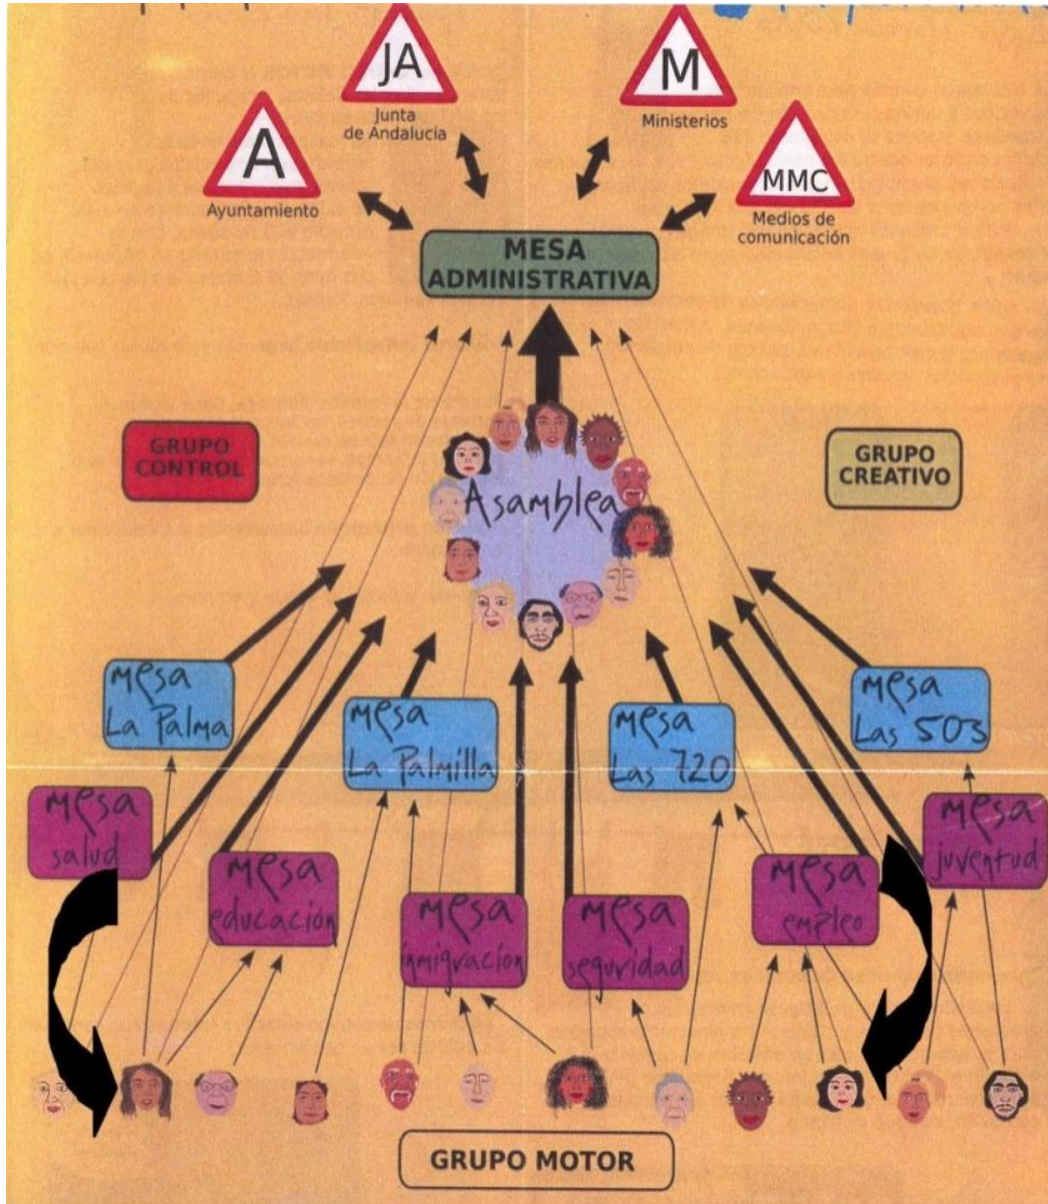 JA
Junta
de Andalucía
M
Ministerios
A
Ayuntamiento
MMC
Medios de
comunicación
MESA
ADMINISTRATIVA
GRUPO
CONTROL
GRUPO
CREATIVO
Asamblea
mesa
La Palma
mesa
La Palmilla
mesa
Las 720
mesa
Las 503
mesa
salud
mesa
educación
mesa
inmigración
mesa
seguridad
mesa
empleo
mesa
juventud
GRUPO MOTOR